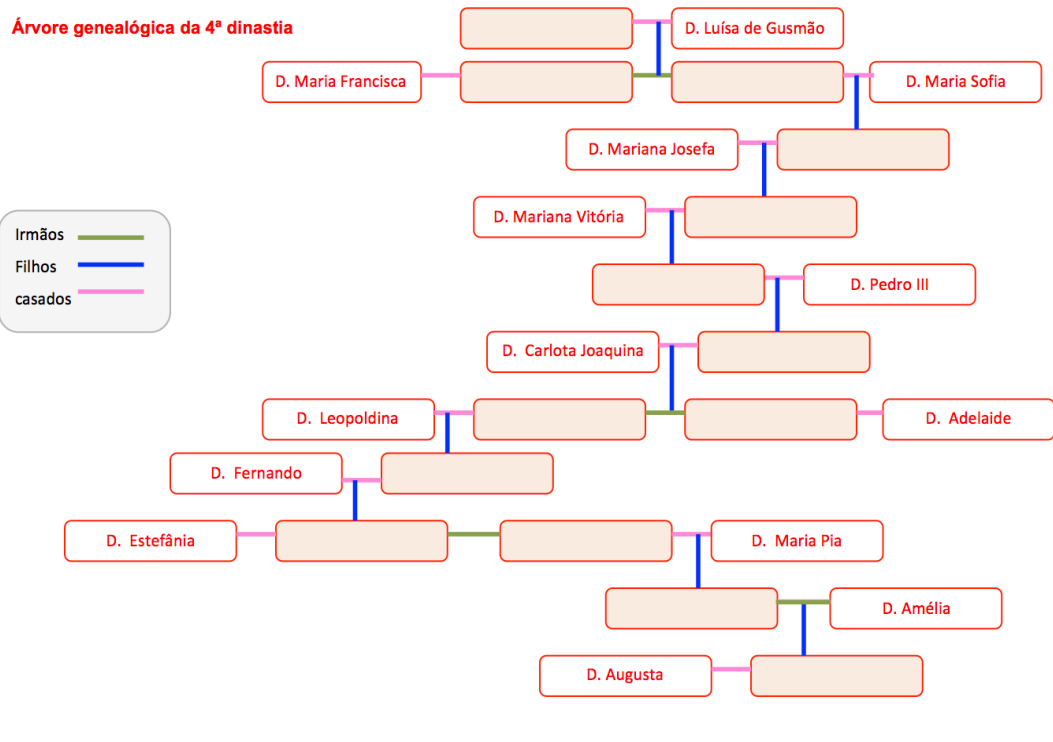 Árvore genealógica da 4ª dinastia
D. Luísa de Gusmão
D. Maria Francisca
D. Maria Sofia
D. Mariana Josefa
D. Mariana Vitória
Irmãos
Filhos
casados
D. Pedro III
D. Carlota Joaquina
D. Leopoldina
D. Adelaide
D. Fernando
D. Estefânia
D. Maria Pia
D. Amélia
D. Augusta